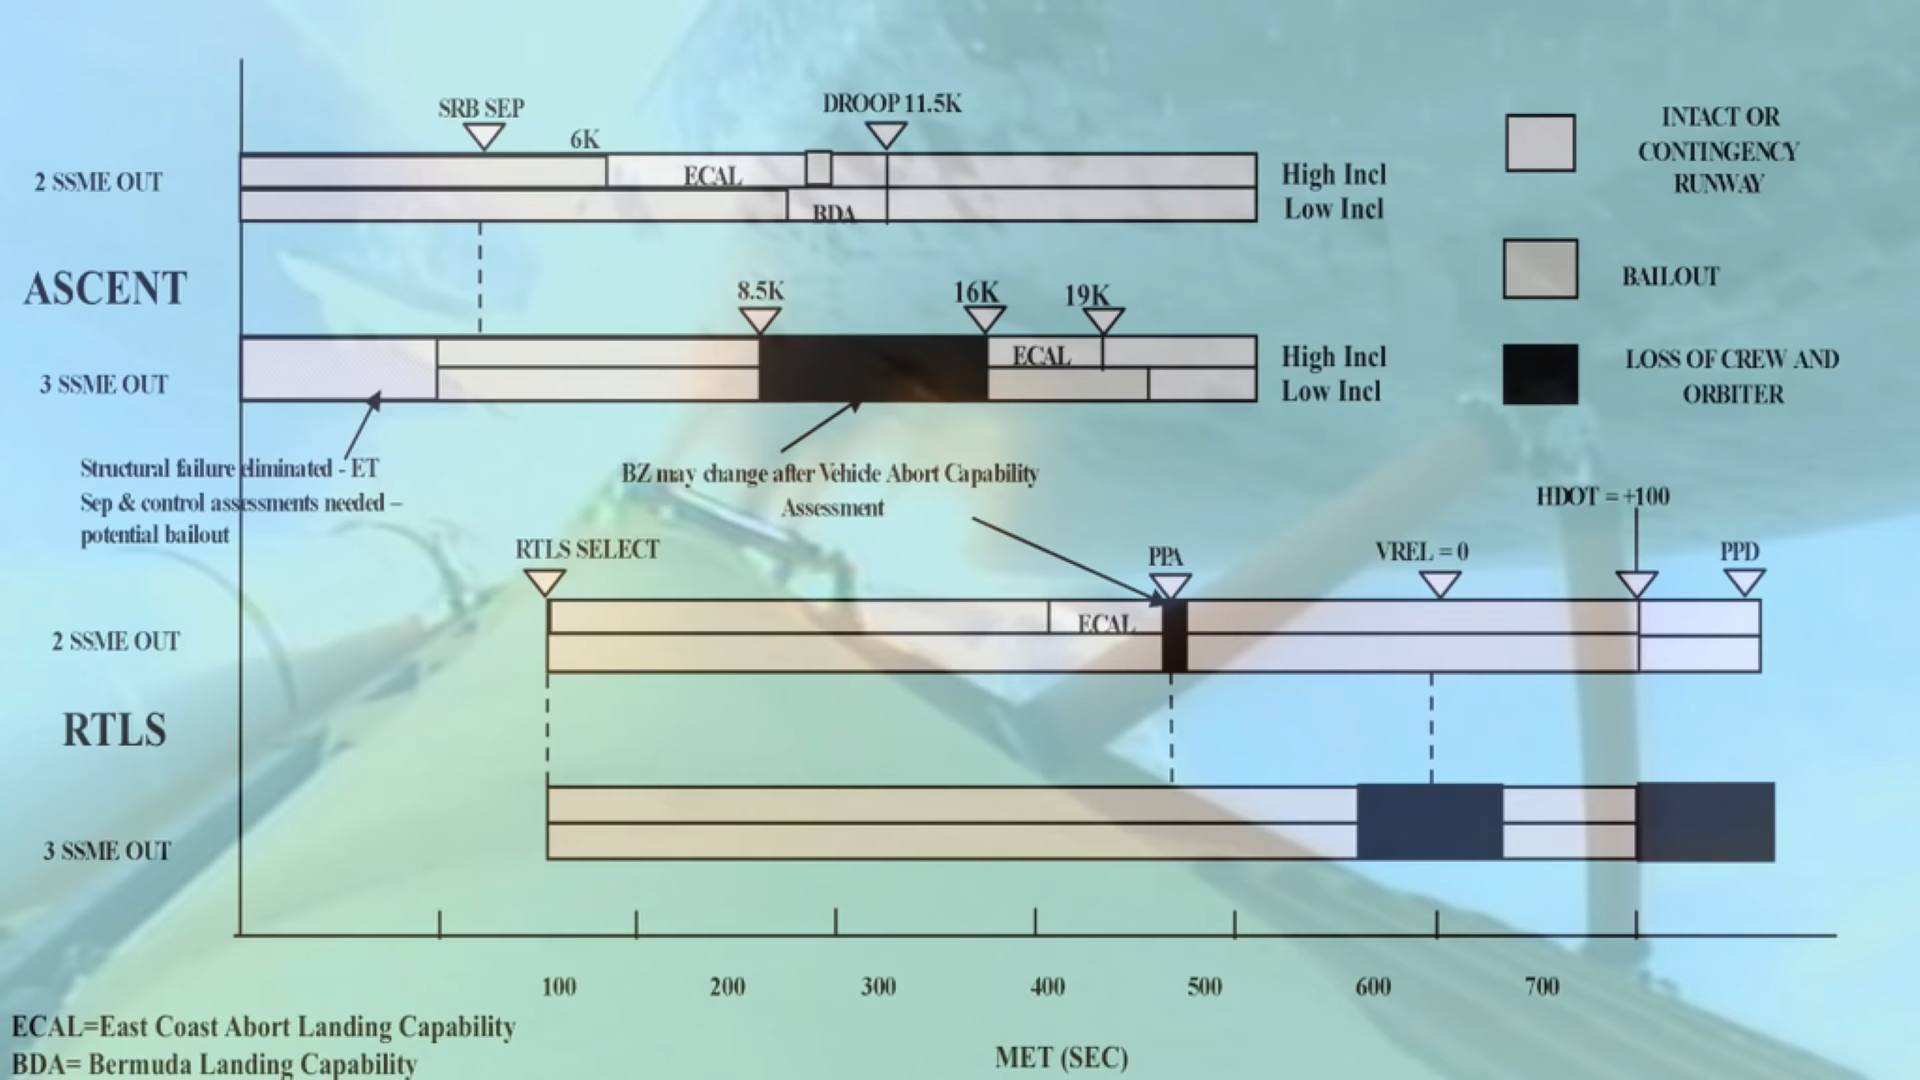 SRB SEP
DROOP 11.5K
6K
2 SSME OUT
ECAL
High Incl
BDA
Low Incl
ASCENT
8.5K
16K
19K
3 SSME OUT
ECAL
High Incl
Low Incl
INTACT OR
CONTINGENCY
RUNWAY
BAILOUT
LOSS OF CREW AND
ORBITER
Structural failure eliminated - ET
Sep & control assessments needed –
potential bailout
BZ may change after Vehicle Abort Capability
Assessment
HDOT = +100
RTLS SELECT
PPA
VREL = 0
PPD
2 SSME OUT
ECAL
RTLS
3 SSME OUT
100 200 300 400 500 600 700
MET (SEC)
ECAL=East Coast Abort Landing Capability
BDA= Bermuda Landing Capability